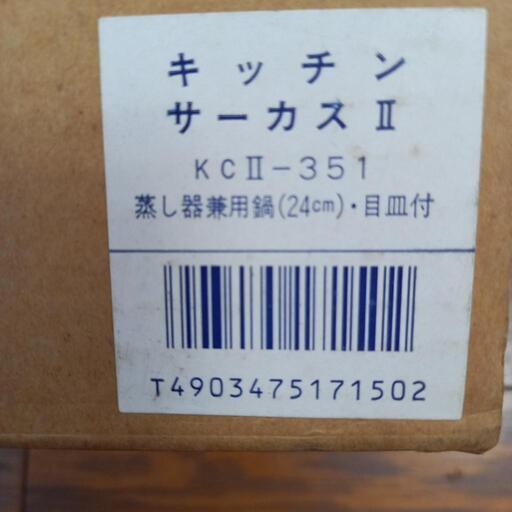 キッチン
サーカスⅡ
KCⅡ-351
蒸し器兼用鍋(24cm)・目皿付
T4903475171502